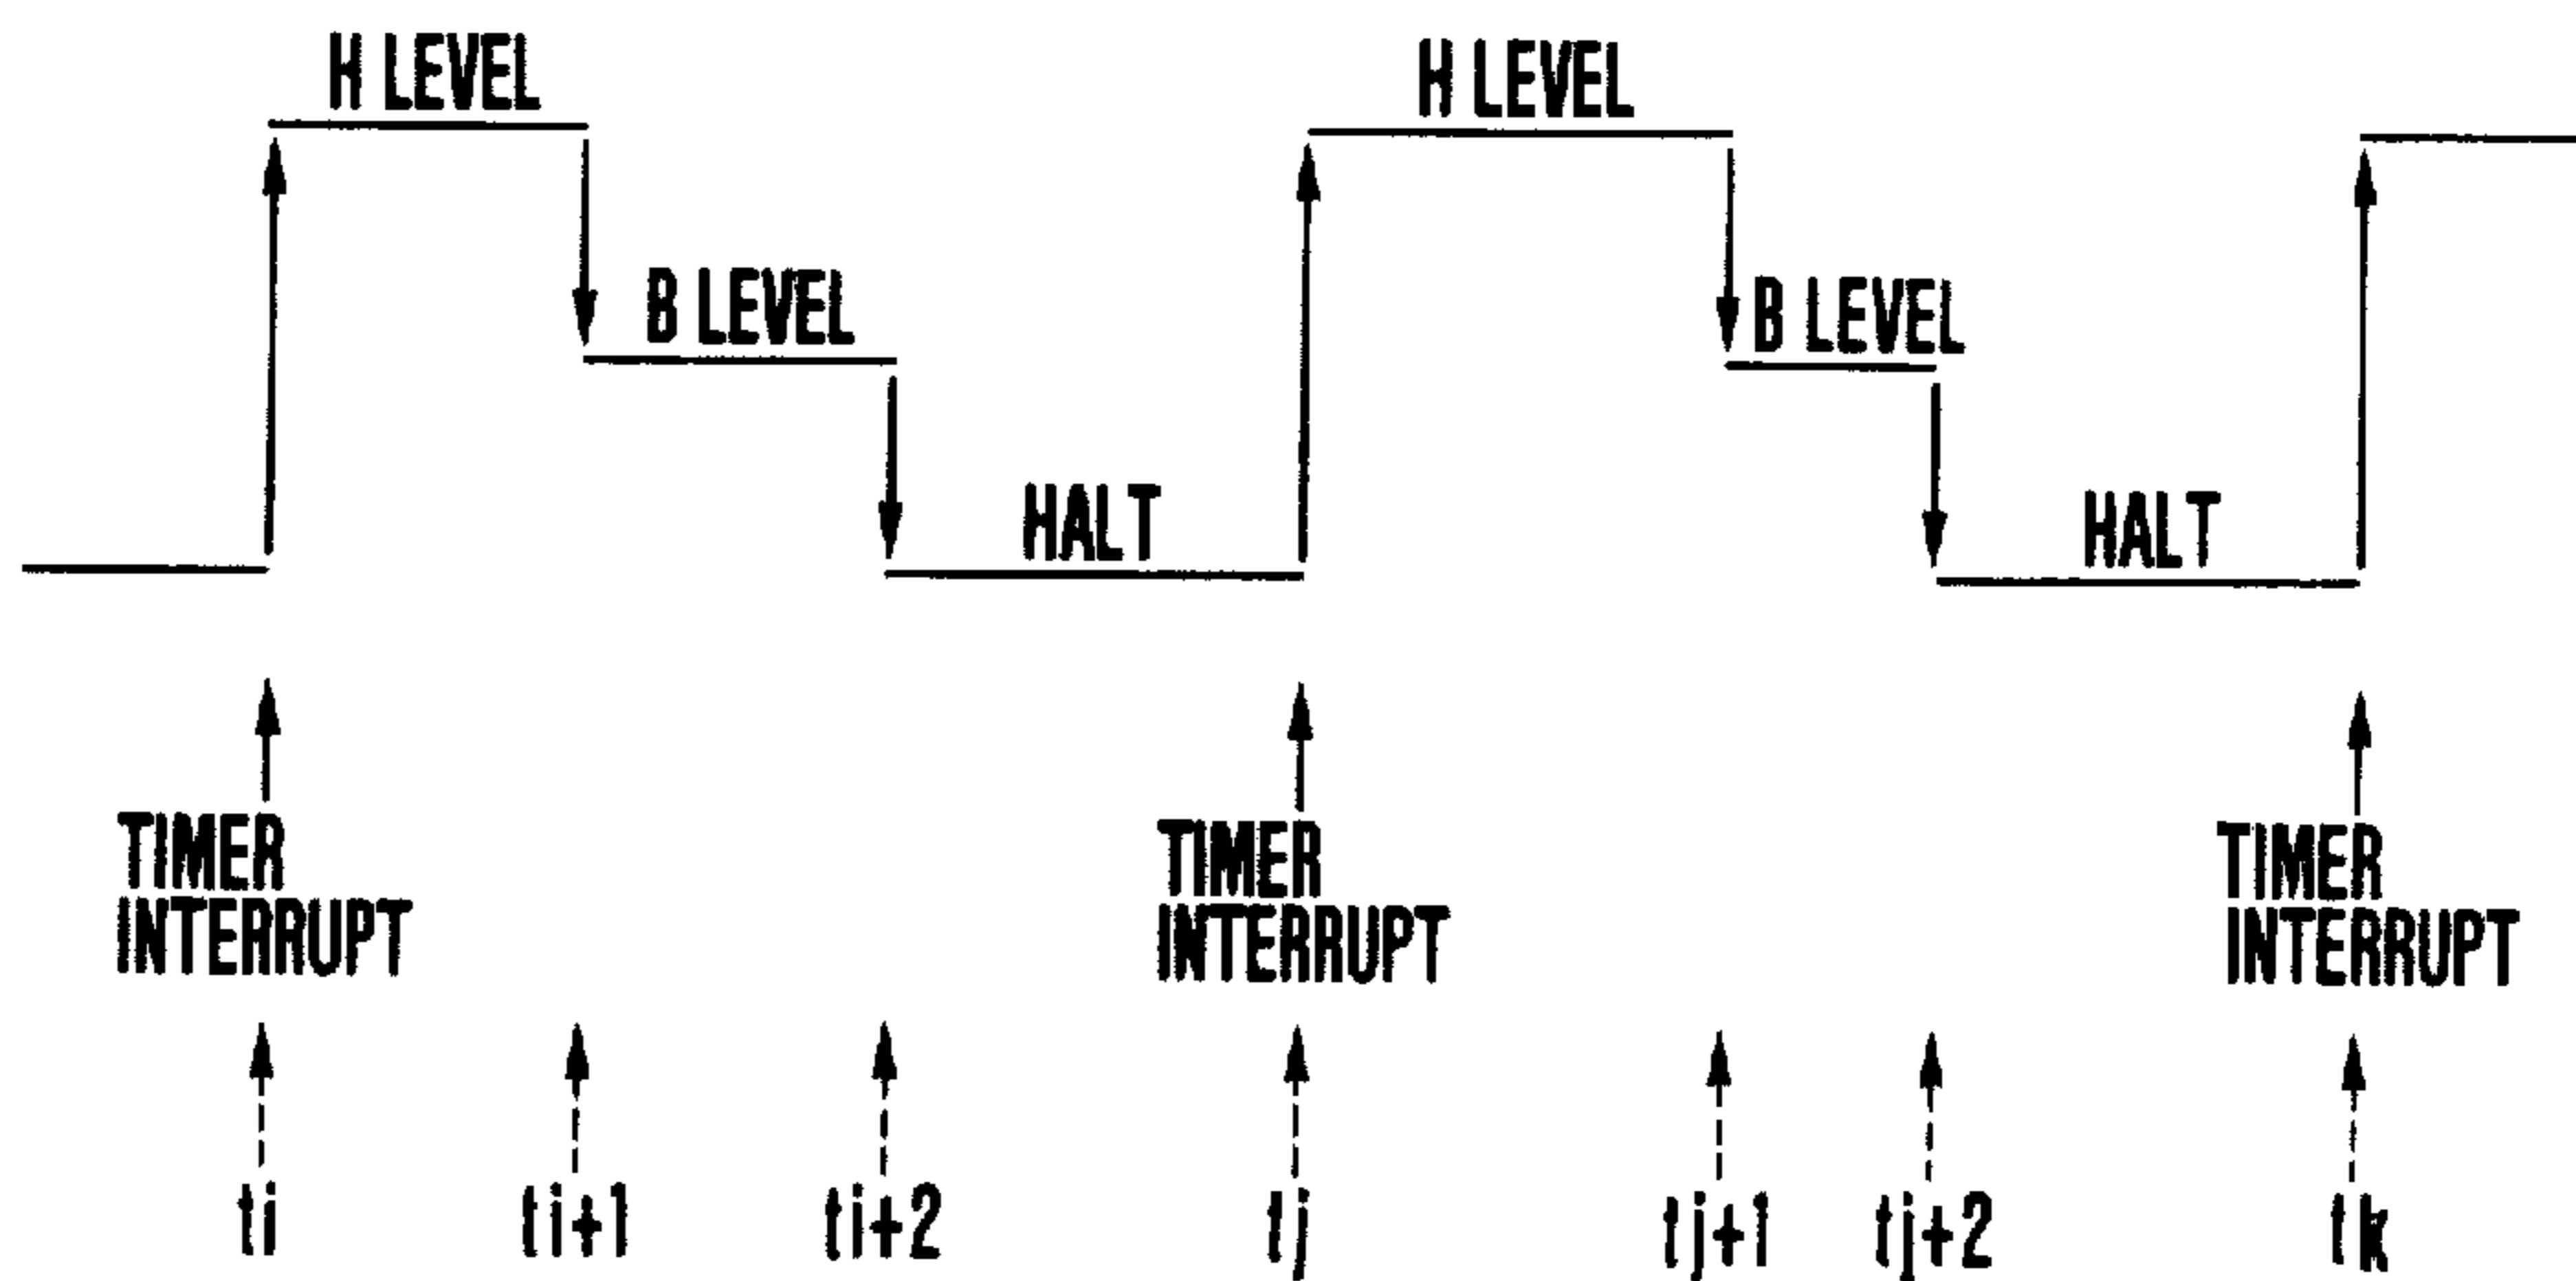 H LEVEL
H LEVEL
B LEVEL
B LEVEL
HALT
HALT
TIMER
INTERRUPT
TIMER
INTERRUPT
TIMER
INTERRUPT
ti
ti+1
ti+2
tj
tj+1
tj+2
tk